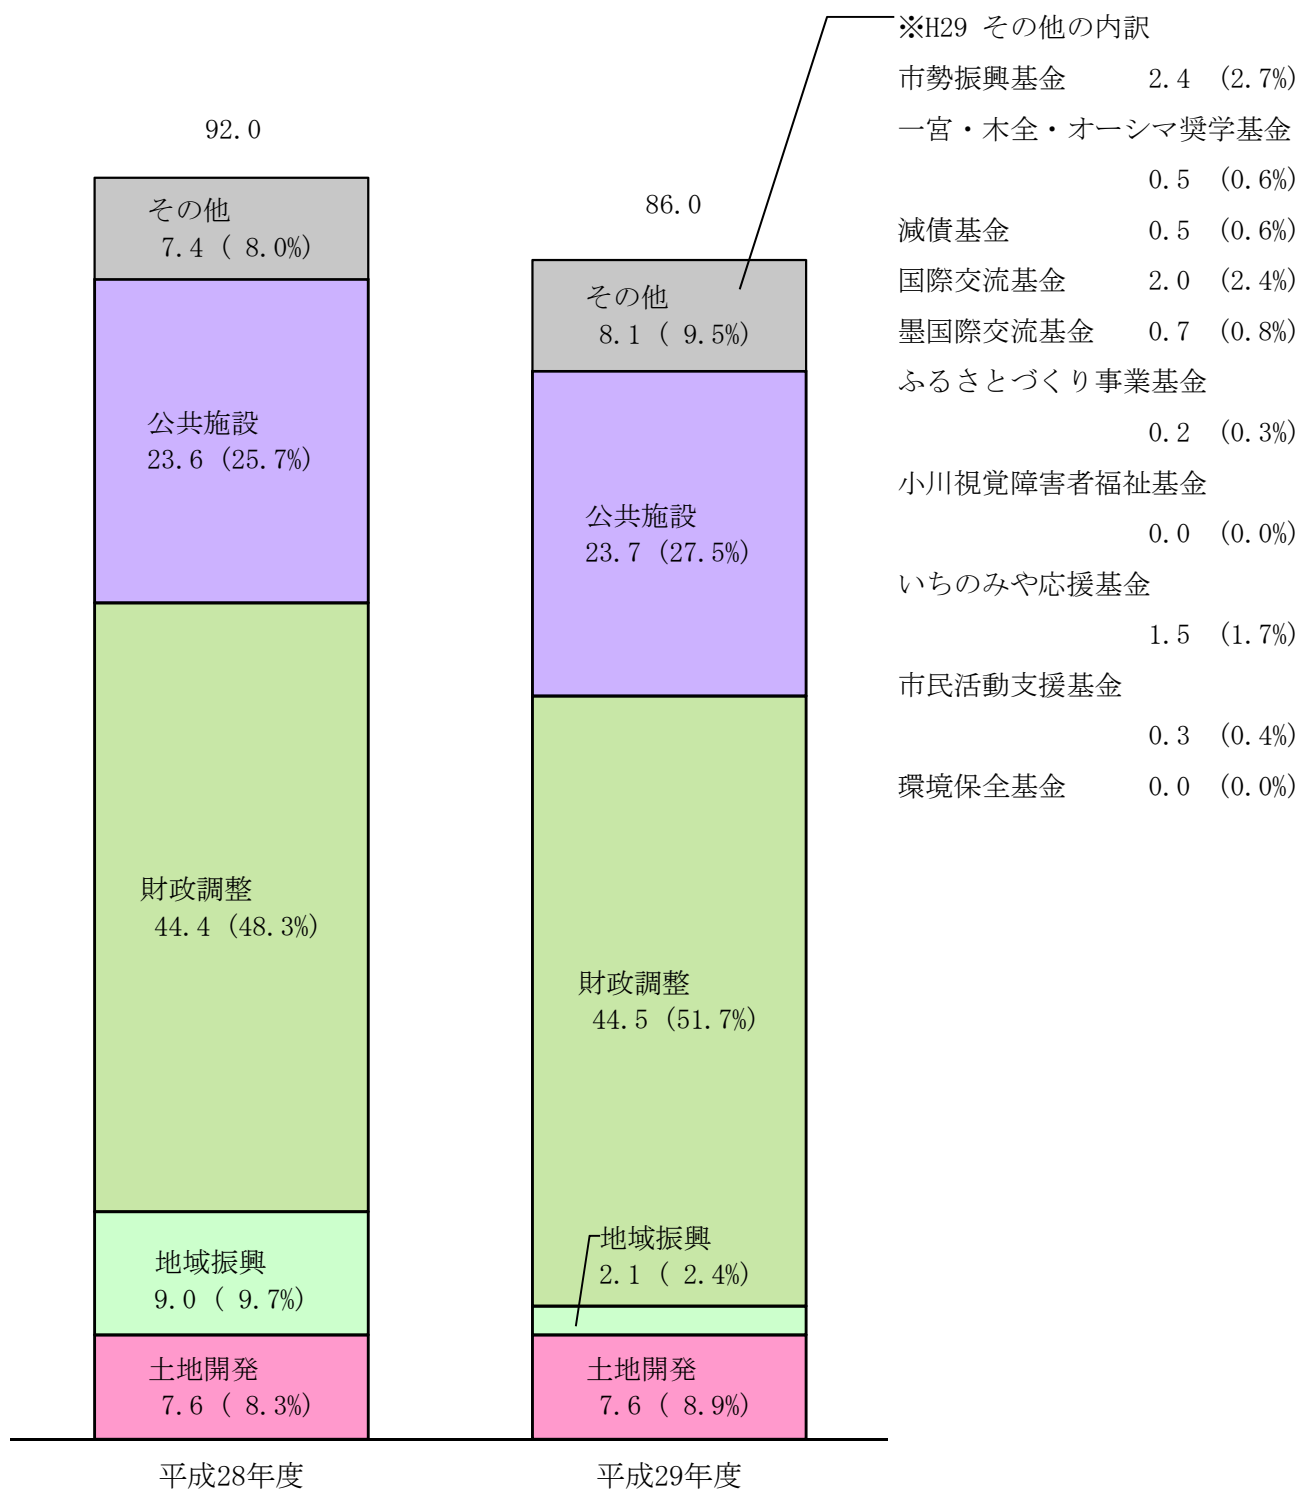 92.0
その他
7.4 ( 8.0%)
公共施設
23.6 (25.7%)
財政調整
44.4 (48.3%)
地域振興
9.0 ( 9.7%)
土地開発
7.6 ( 8.3%)
平成28年度
86.0
その他
8.1 ( 9.5%)
公共施設
23.7 (27.5%)
財政調整
44.5 (51.7%)
地域振興
2.1 ( 2.4%)
土地開発
7.6 ( 8.9%)
平成29年度
※H29 その他の内訳
市勢振興基金 2.4 (2.7%)
一宮・木全・オーシマ奨学基金
0.5 (0.6%)
減債基金 0.5 (0.6%)
国際交流基金 2.0 (2.4%)
墨国際交流基金 0.7 (0.8%)
ふるさとづくり事業基金
0.2 (0.3%)
小川視覚障害者福祉基金
0.0 (0.0%)
いちのみや応援基金
1.5 (1.7%)
市民活動支援基金
0.3 (0.4%)
環境保全基金 0.0 (0.0%)